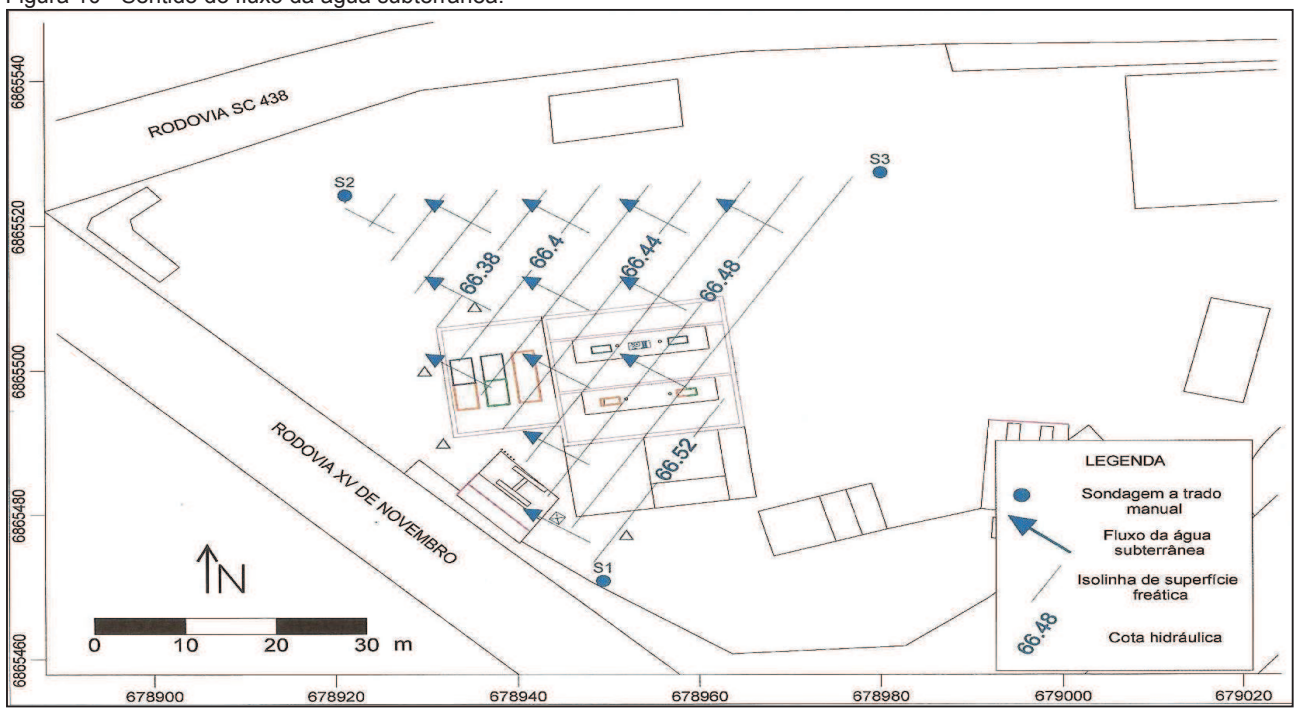 Figura 10 - Sentido do fluxo da água subterrânea.
RODOVIA SC 438
S2
S3
66.38
66.4
66.44
66.48
66.52
RODOVIA XV DE NOVEMBRO
S1
N
0 10 20 30 m
LEGENDA
Sondagem a trado
manual
Fluxo da água
subterrânea
Isolinha de superfície
freática
66.48
Cota hidráulica
6865540
6865520
6865500
6865480
6865460
678900 678920 678940 678960 678980 679000 679020